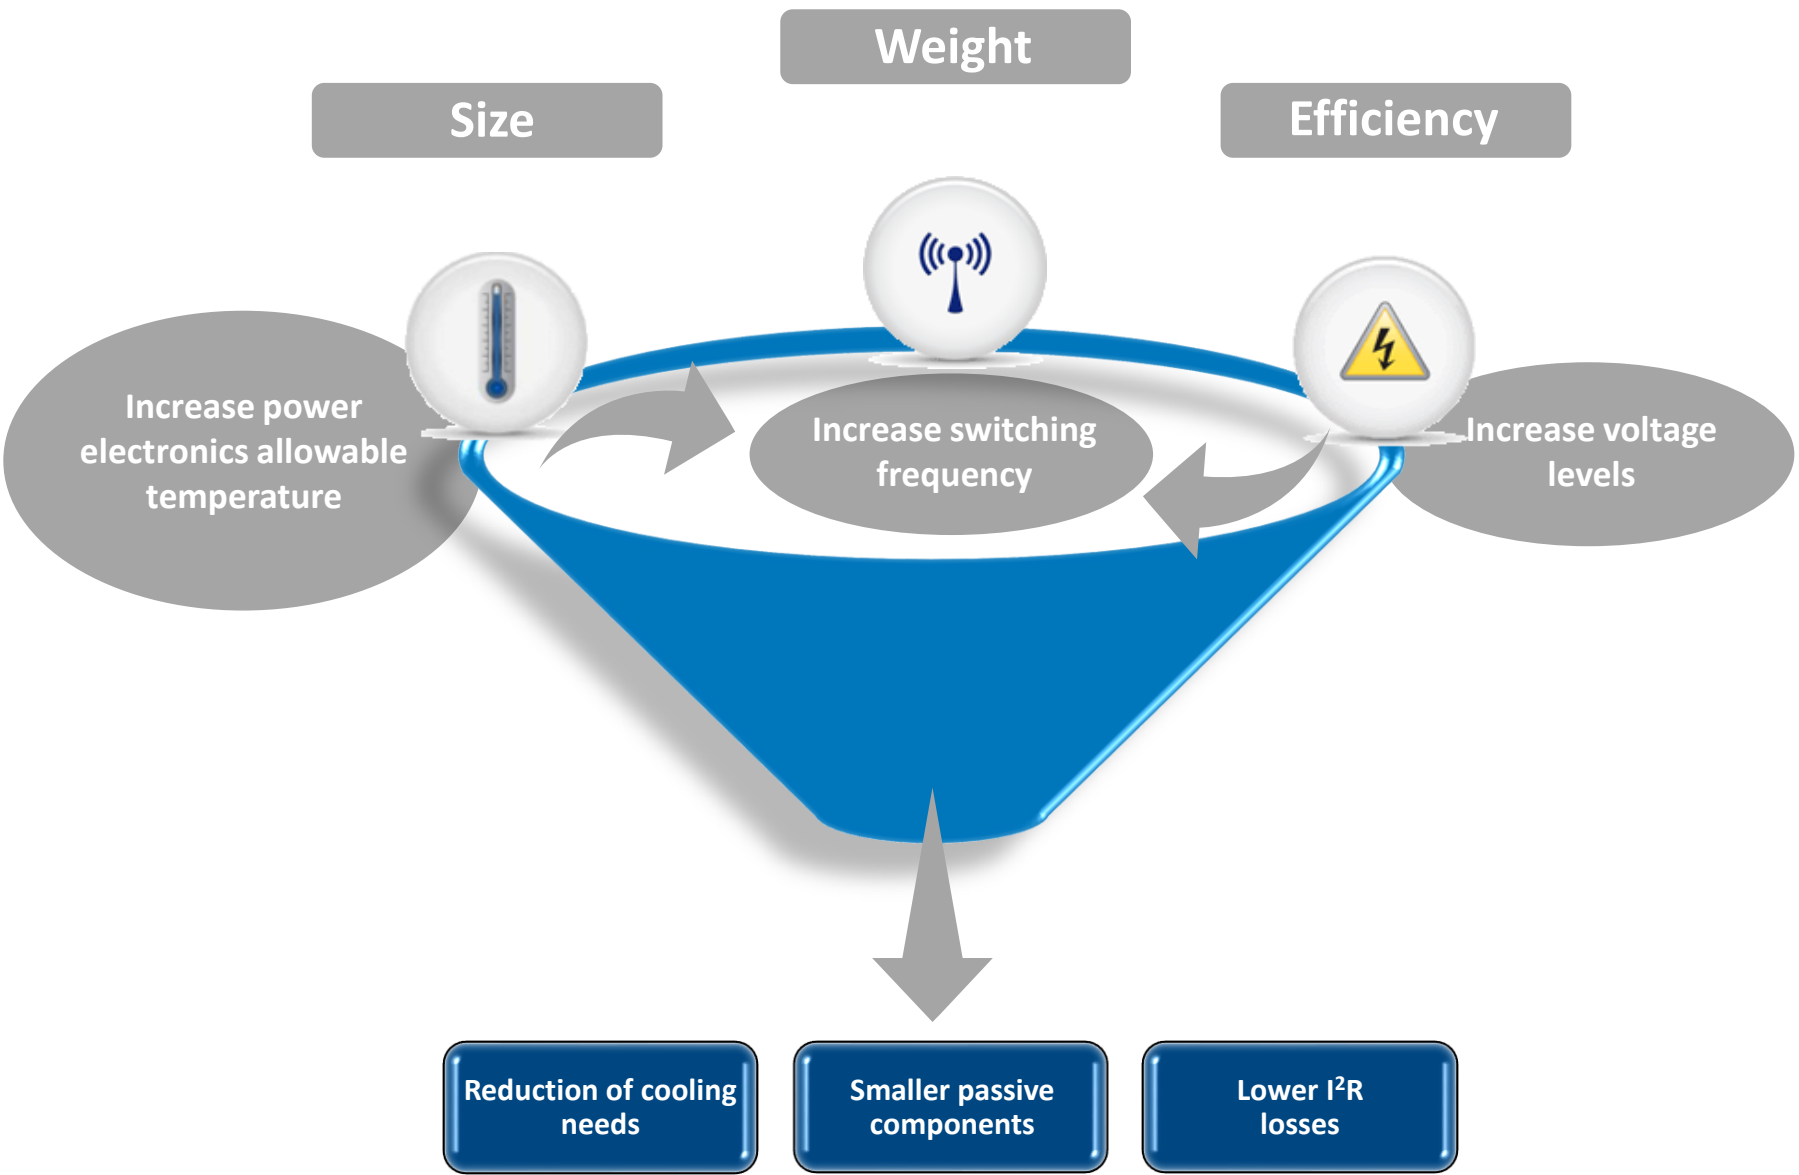 Weight
Size
Efficiency
Increase power
electronics allowable
temperature
Increase switching
frequency
Increase voltage
levels
Reduction of cooling
needs
Smaller passive
components
Lower I²R
losses